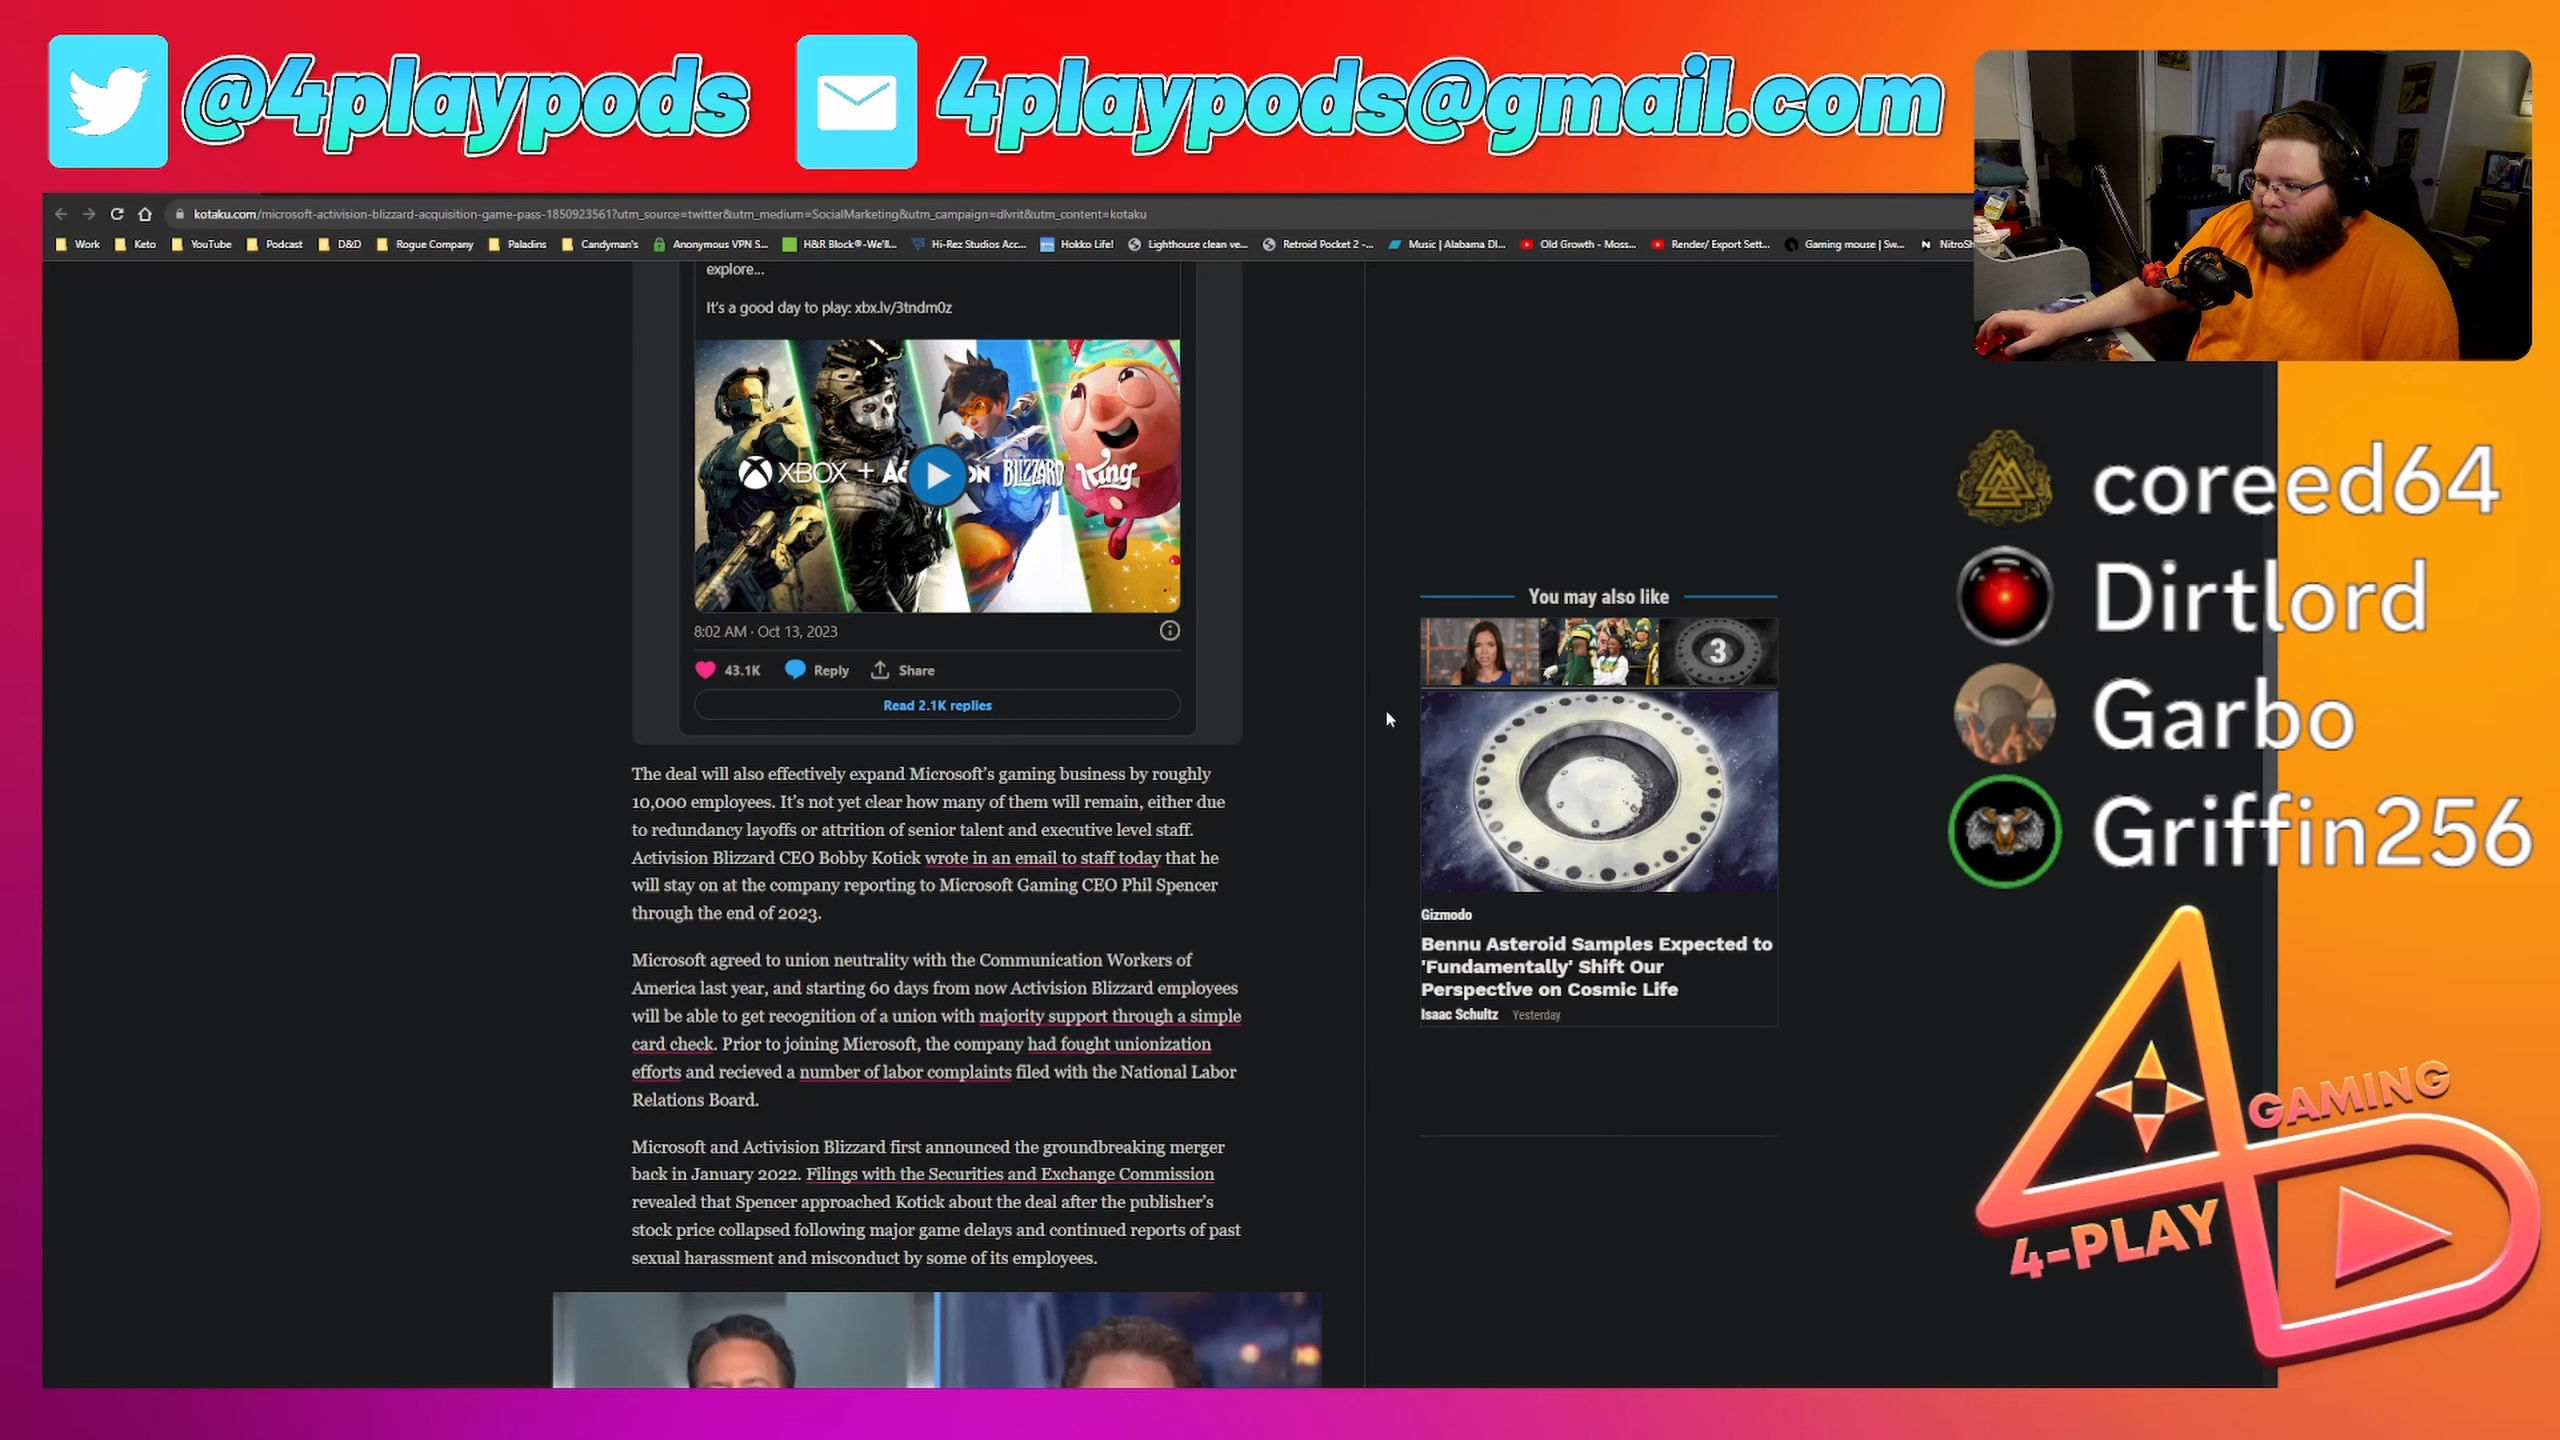 @4playpods
4playpods@gmail.com
kotaku.com/microsoft-activision-blizzard-acquisition-game-pass-1850923561?utm_source=twitter&utm_medium=SocialMarketing&utm_campaign=dlvrit&utm_content=kotaku
Work Keto YouTube Podcast D&D Rogue Company Paladins Candyman's Anonymous VPN S... H&R Block®-We'll... Hi-Rez Studios Acc... Hokko Life! Lighthouse clean ve... Retroid Pocket 2 -... Music | Alabama Di... Old Growth - Moss... Render/ Export Sett... Gaming mouse | Sw... NitroSh
explore...
It's a good day to play: xbx.lv/3tndm0z
XBOX + BLIZZARD King
8:02 AM · Oct 13, 2023
43.1K Reply Share
Read 2.1K replies
The deal will also effectively expand Microsoft's gaming business by roughly
10,000 employees. It's not yet clear how many of them will remain, either due
to redundancy layoffs or attrition of senior talent and executive level staff.
Activision Blizzard CEO Bobby Kotick wrote in an email to staff today that he
will stay on at the company reporting to Microsoft Gaming CEO Phil Spencer
through the end of 2023.
Microsoft agreed to union neutrality with the Communication Workers of
America last year, and starting 60 days from now Activision Blizzard employees
will be able to get recognition of a union with majority support through a simple
card check. Prior to joining Microsoft, the company had fought unionization
efforts and recieved a number of labor complaints filed with the National Labor
Relations Board.
Microsoft and Activision Blizzard first announced the groundbreaking merger
back in January 2022. Filings with the Securities and Exchange Commission
revealed that Spencer approached Kotick about the deal after the publisher's
stock price collapsed following major game delays and continued reports of past
sexual harassment and misconduct by some of its employees.
You may also like
3
Gizmodo
Bennu Asteroid Samples Expected to
'Fundamentally' Shift Our
Perspective on Cosmic Life
Isaac Schultz Yesterday
coreed64
Dirtlord
Garbo
Griffin256
GAMING
4-PLAY